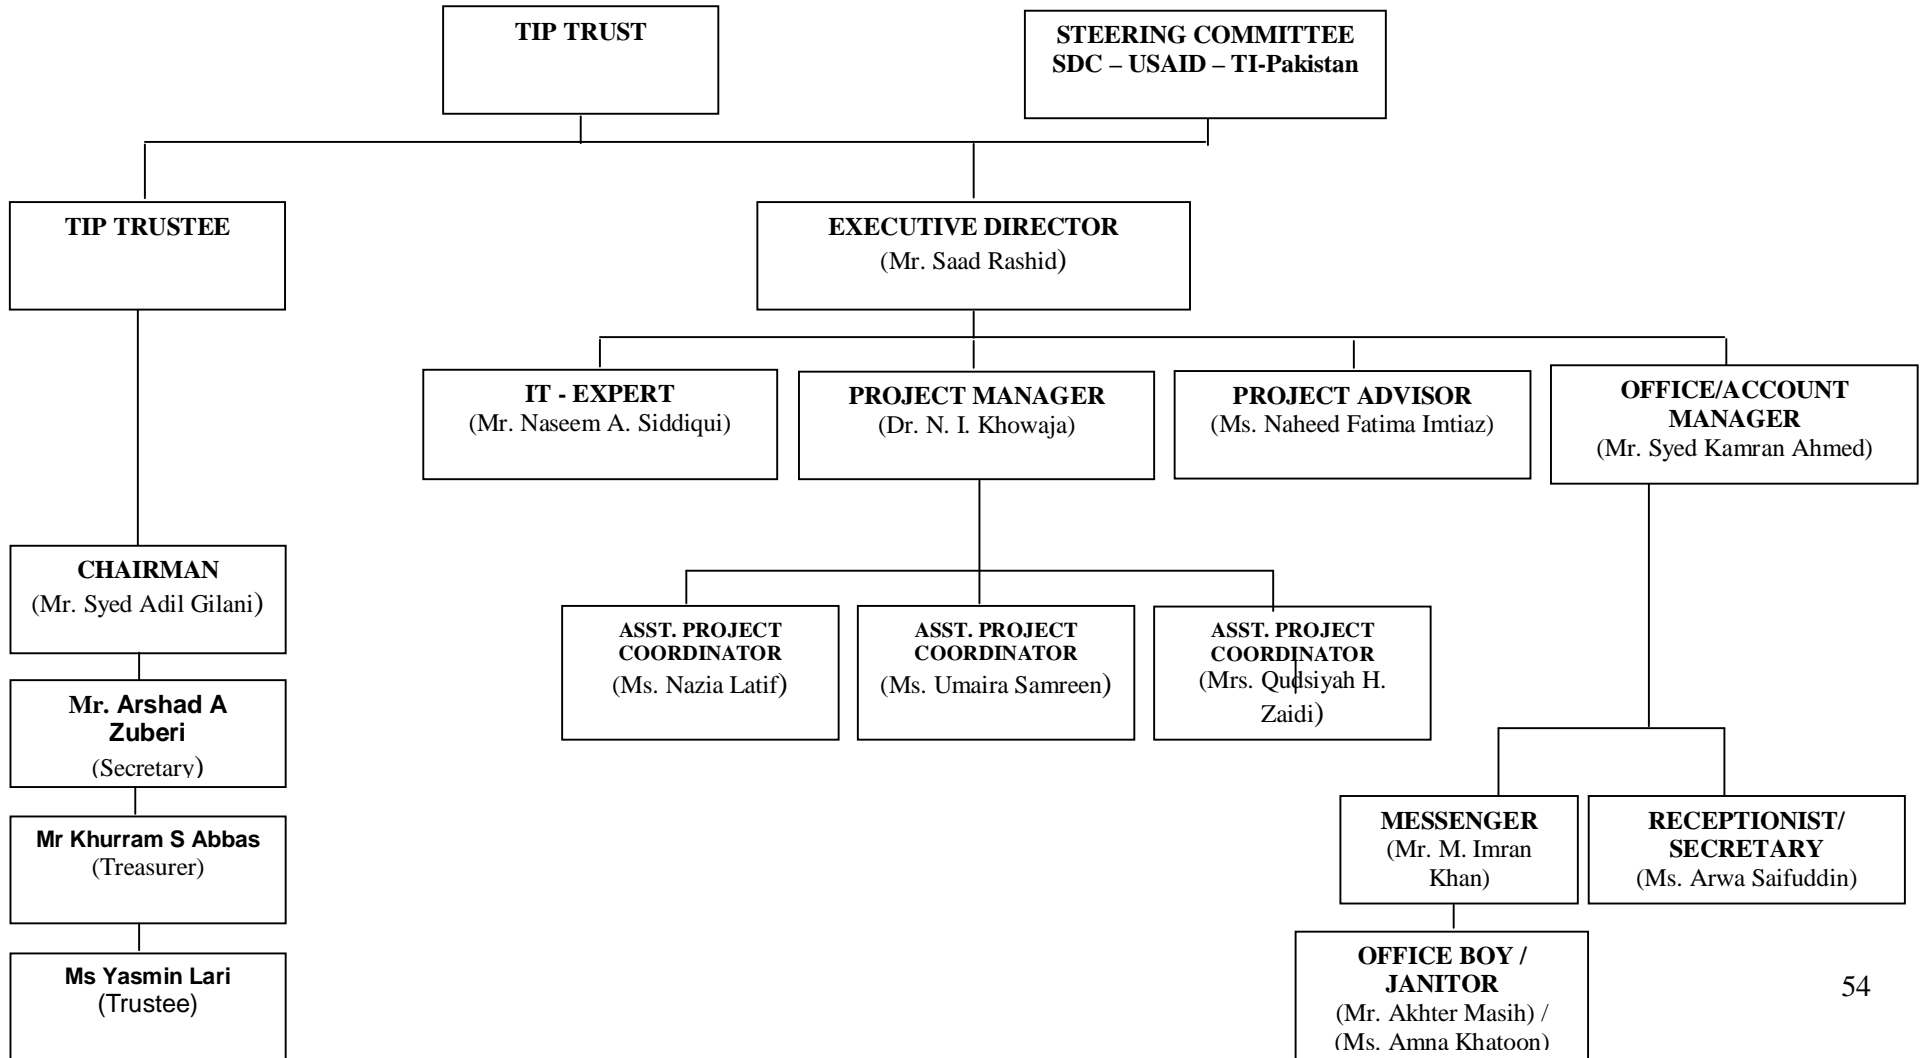 TIP TRUST
STEERING COMMITTEE
SDC – USAID – TI-Pakistan
TIP TRUSTEE
EXECUTIVE DIRECTOR
(Mr. Saad Rashid)
IT - EXPERT
(Mr. Naseem A. Siddiqui)
PROJECT MANAGER
(Dr. N. I. Khowaja)
PROJECT ADVISOR
(Ms. Naheed Fatima Imtiaz)
OFFICE/ACCOUNT
MANAGER
(Mr. Syed Kamran Ahmed)
CHAIRMAN
(Mr. Syed Adil Gilani)
ASST. PROJECT
COORDINATOR
(Ms. Nazia Latif)
ASST. PROJECT
COORDINATOR
(Ms. Umaira Samreen)
ASST. PROJECT
COORDINATOR
(Mrs. Qudsiyah H.
Zaidi)
Mr. Arshad A
Zuberi
(Secretary)
Mr Khurram S Abbas
(Treasurer)
MESSENGER
(Mr. M. Imran
Khan)
RECEPTIONIST/
SECRETARY
(Ms. Arwa Saifuddin)
Ms Yasmin Lari
(Trustee)
OFFICE BOY /
JANITOR
(Mr. Akhter Masih) /
(Ms. Amna Khatoon)
54